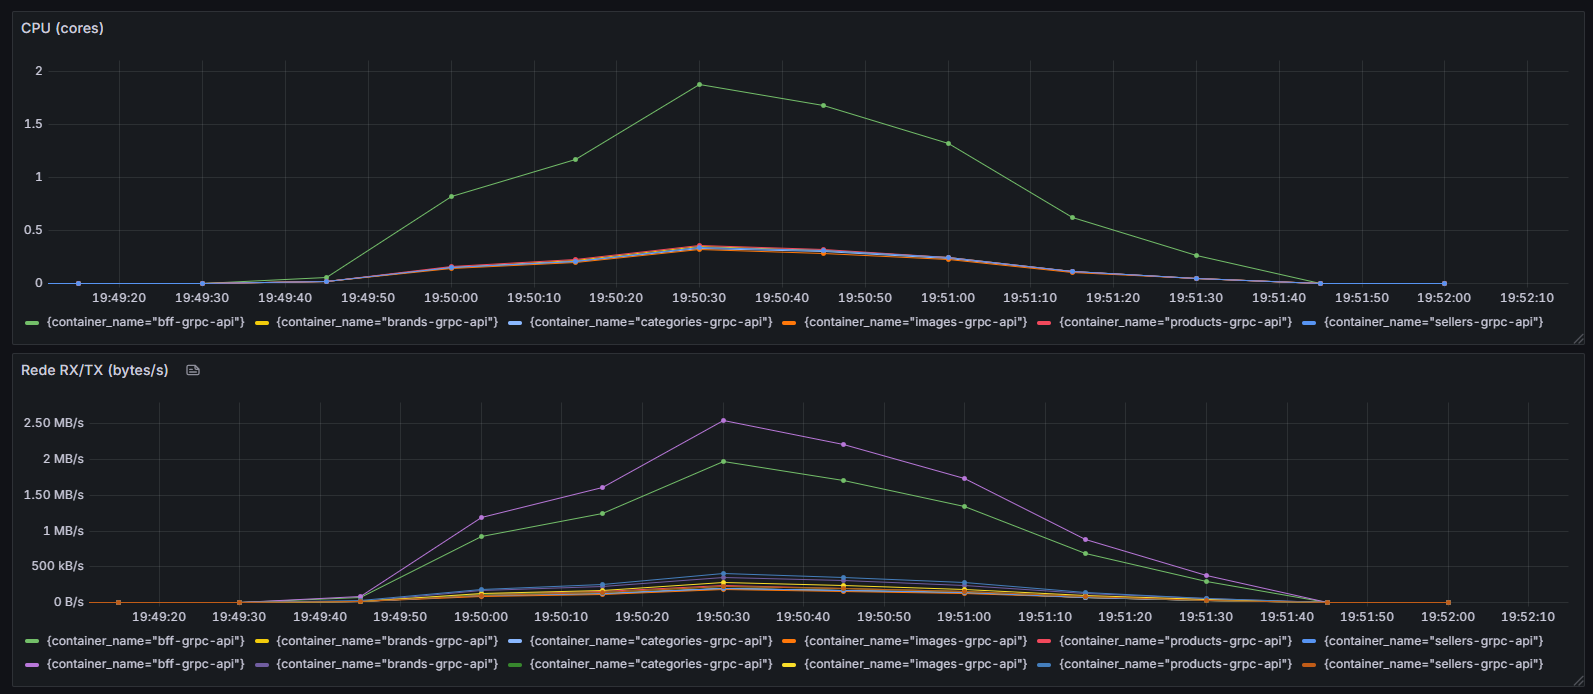 CPU (cores)
2
1.5
1
0.5
0
19:49:20 19:49:30 19:49:40 19:49:50 19:50:00 19:50:10 19:50:20 19:50:30 19:50:40 19:50:50 19:51:00 19:51:10 19:51:20 19:51:30 19:51:40 19:51:50 19:52:00 19:52:10
{container_name="bff-grpc-api"} {container_name="brands-grpc-api"} {container_name="categories-grpc-api"} {container_name="images-grpc-api"} {container_name="products-grpc-api"} {container_name="sellers-grpc-api"}
Rede RX/TX (bytes/s)
2.50 MB/s
2 MB/s
1.50 MB/s
1 MB/s
500 kB/s
0 B/s
19:49:20 19:49:30 19:49:40 19:49:50 19:50:00 19:50:10 19:50:20 19:50:30 19:50:40 19:50:50 19:51:00 19:51:10 19:51:20 19:51:30 19:51:40 19:51:50 19:52:00 19:52:10
{container_name="bff-grpc-api"} {container_name="brands-grpc-api"} {container_name="categories-grpc-api"} {container_name="images-grpc-api"} {container_name="products-grpc-api"} {container_name="sellers-grpc-api"}
{container_name="bff-grpc-api"} {container_name="brands-grpc-api"} {container_name="categories-grpc-api"} {container_name="images-grpc-api"} {container_name="products-grpc-api"} {container_name="sellers-grpc-api"}